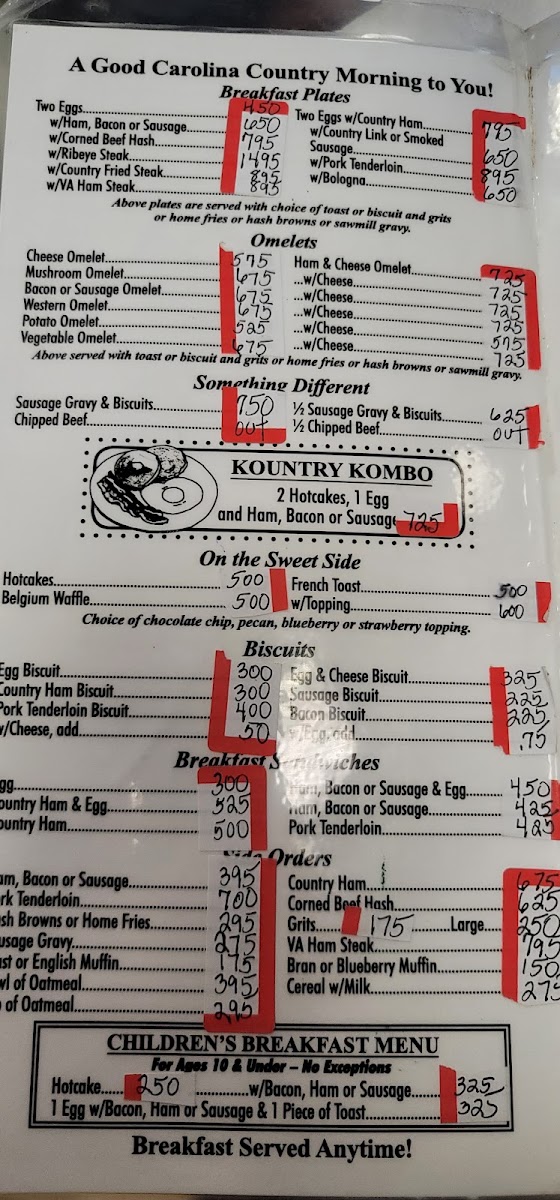 A Good Carolina Country Morning to You!
Breakfast Plates
Two Eggs 450
w/Ham, Bacon or Sausage 650
w/Corned Beef Hash 795
w/Ribeye Steak 1495
w/Country Fried Steak 895
w/VA Ham Steak 895
Two Eggs w/Country Ham 795
w/Country Link or Smoked
Sausage 650
w/Pork Tenderloin 895
w/Bologna 650
Above plates are served with choice of toast or biscuit and grits
or home fries or hash browns or sawmill gravy.
Omelets
Cheese Omelet 575
Mushroom Omelet 675
Bacon or Sausage Omelet 675
Western Omelet 675
Potato Omelet 525
Vegetable Omelet 675
Ham & Cheese Omelet 725
...w/Cheese 725
...w/Cheese 725
...w/Cheese 725
...w/Cheese 575
...w/Cheese 725
Above served with toast or biscuit and grits or home fries or hash browns or sawmill gravy.
Something Different
Sausage Gravy & Biscuits 750
Chipped Beef out
½ Sausage Gravy & Biscuits 625
½ Chipped Beef out
KOUNTRY KOMBO
2 Hotcakes, 1 Egg
and Ham, Bacon or Sausage 725
On the Sweet Side
Hotcakes 500
Belgium Waffle 500
French Toast 500
w/Topping 600
Choice of chocolate chip, pecan, blueberry or strawberry topping.
Biscuits
Egg Biscuit 300
Country Ham Biscuit 300
Pork Tenderloin Biscuit 400
w/Cheese, add 50
Egg & Cheese Biscuit 325
Sausage Biscuit 225
Bacon Biscuit 225
w/Egg, add .75
Breakfast Sandwiches
gg 300
ountry Ham & Egg 525
ountry Ham 500
Ham, Bacon or Sausage & Egg 450
Ham, Bacon or Sausage 425
Pork Tenderloin 425
Side Orders
am, Bacon or Sausage 395
rk Tenderloin 700
sh Browns or Home Fries 295
usage Gravy 275
st or English Muffin 175
wl of Oatmeal 395
of Oatmeal 295
Country Ham 675
Corned Beef Hash 625
Grits 175 Large 250
VA Ham Steak 795
Bran or Blueberry Muffin 150
Cereal w/Milk 275
CHILDREN'S BREAKFAST MENU
For Ages 10 & Under – No Exceptions
Hotcake 250 w/Bacon, Ham or Sausage 325
1 Egg w/Bacon, Ham or Sausage & 1 Piece of Toast 325
Breakfast Served Anytime!